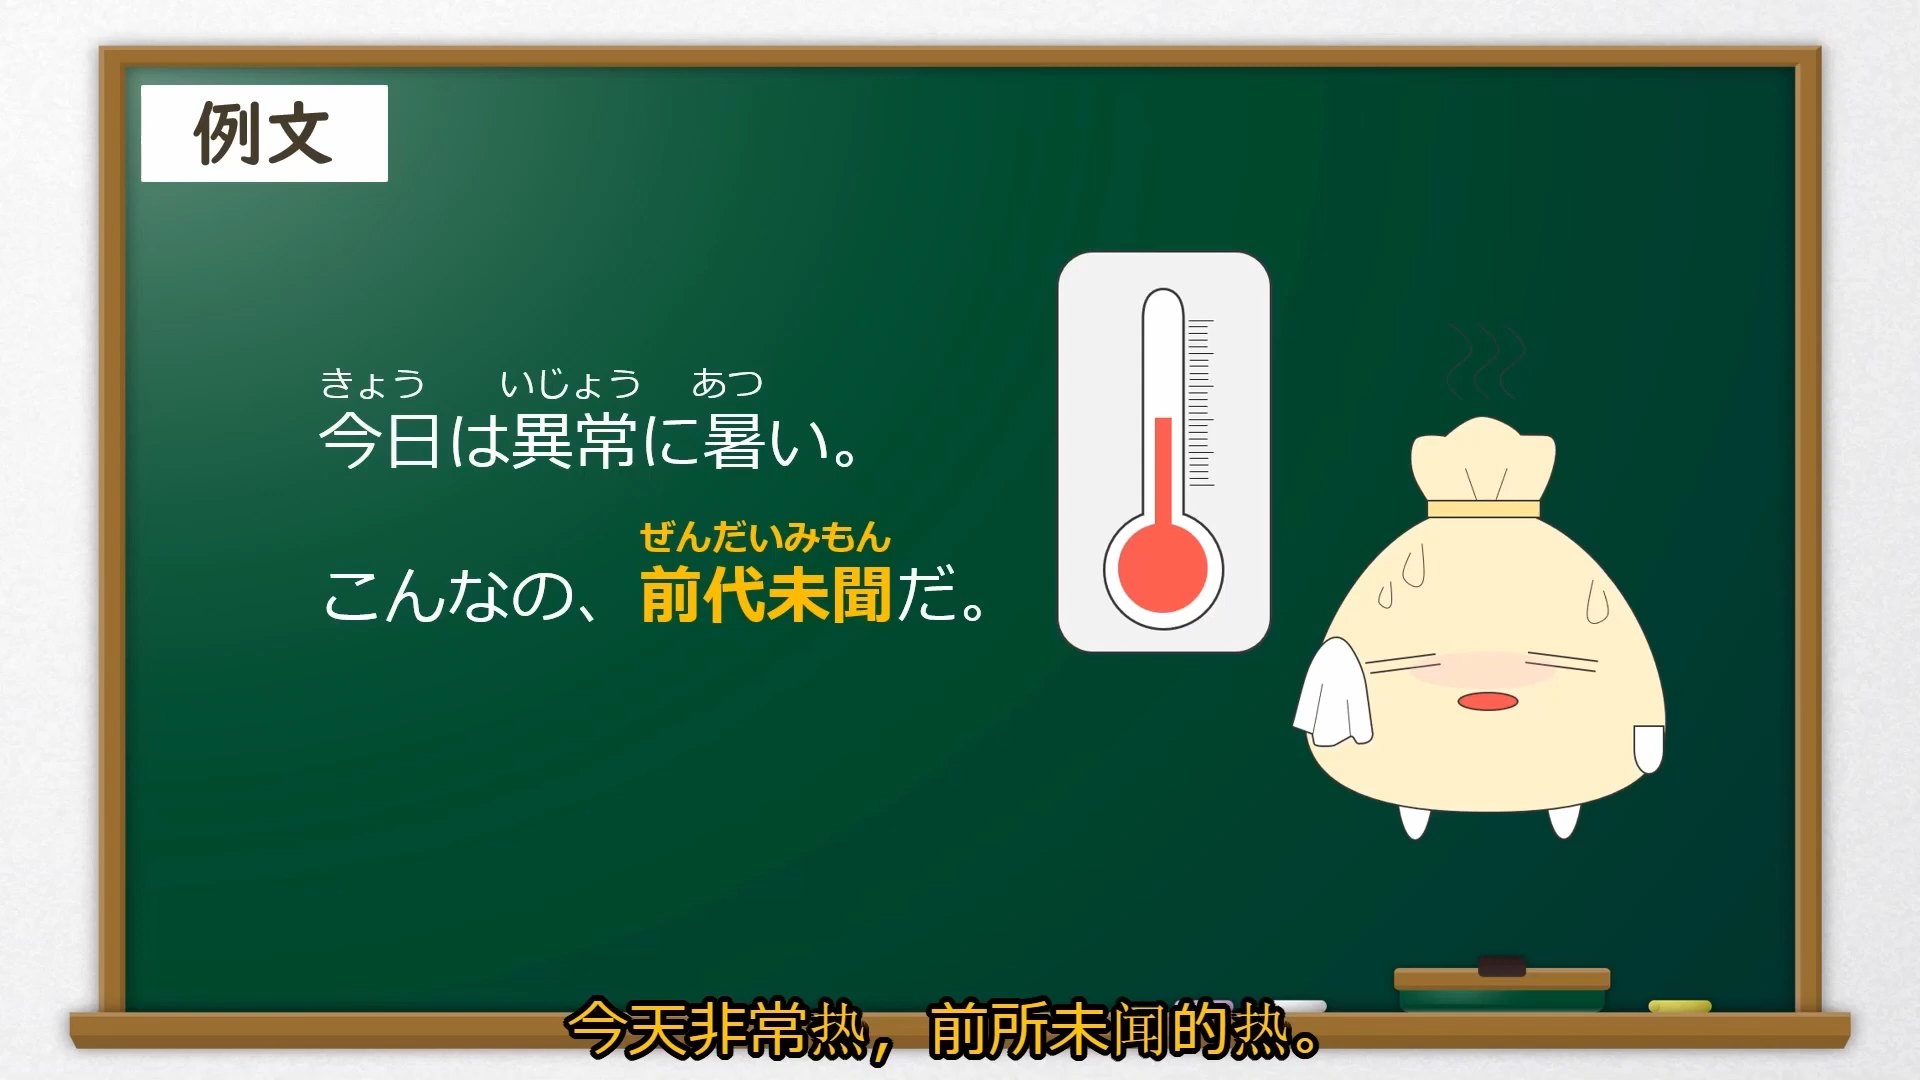 例文
きょう いじょう あつ
今日は異常に暑い。
ぜんだいみもん
こんなの、前代未聞だ。
今天非常热，前所未闻的热。